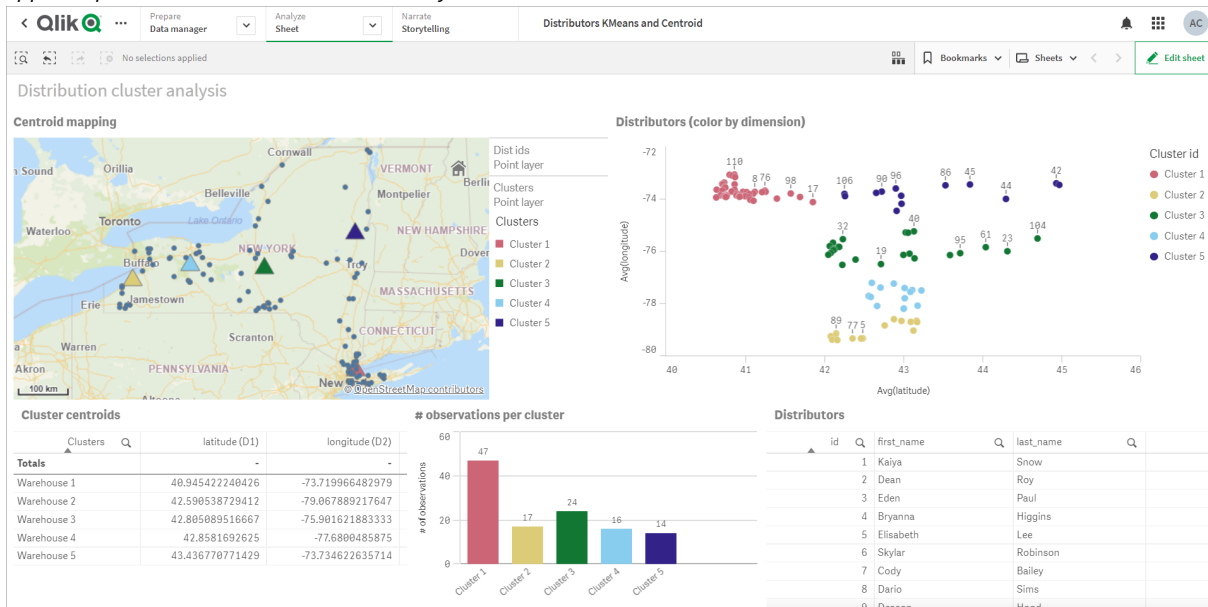 Qlik
Prepare
Data manager
Analyze
Sheet
Narrate
Storytelling
Distributors KMeans and Centroid
AC
No selections applied
Bookmarks
Sheets
Edit sheet
Distribution cluster analysis
Centroid mapping
n Sound
Orillia
Cornwall
VERMONT
Berlin
Montpelier
Belleville
Toronto
Lake Ontario
NEW HAMPSHIRE
Waterloo
NEW YORK
Dover
Buffalo
Troy
MASSACHUSETTS
Erie
Jamestown
Scranton
CONNECTICUT
a
Warren
Akron
PENNSYLVANIA
New
100 km
Altoona
© OpenStreetMap contributors
Dist ids
Point layer
Clusters
Point layer
Clusters
Cluster 1
Cluster 2
Cluster 3
Cluster 4
Cluster 5
Distributors (color by dimension)
-72
-74
-76
-78
-80
Avg(longitude)
110
8 76
98
17
106
90 96
86
45
44
42
32
19
40
95
61
23
104
89
77 5
40
41
42
43
44
45
46
Avg(latitude)
Cluster id
Cluster 1
Cluster 2
Cluster 3
Cluster 4
Cluster 5
Cluster centroids
Clusters latitude (D1) longitude (D2)
Totals - -
Warehouse 1 40.945422240426 -73.719966482979
Warehouse 2 42.590538729412 -79.067889217647
Warehouse 3 42.805089516667 -75.901621883333
Warehouse 4 42.8581692625 -77.6800485875
Warehouse 5 43.436770771429 -73.734622635714
# observations per cluster
# of observations
60
40
20
0
47
17
24
16
14
Cluster 1
Cluster 2
Cluster 3
Cluster 4
Cluster 5
Distributors
id first_name last_name
1 Kaiya Snow
2 Dean Roy
3 Eden Paul
4 Bryanna Higgins
5 Elisabeth Lee
6 Skylar Robinson
7 Cody Bailey
8 Dario Sims